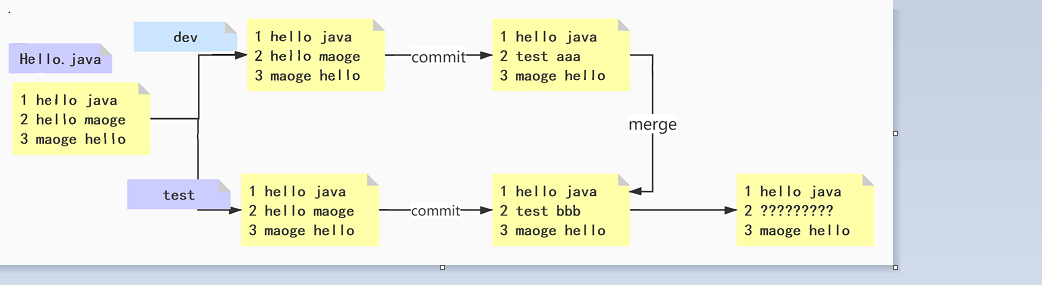 Hello.java
1 hello java
2 hello maoge
3 maoge hello
dev
1 hello java
2 hello maoge
3 maoge hello
commit
1 hello java
2 test aaa
3 maoge hello
merge
test
1 hello java
2 hello maoge
3 maoge hello
commit
1 hello java
2 test bbb
3 maoge hello
1 hello java
2 ?????????
3 maoge hello